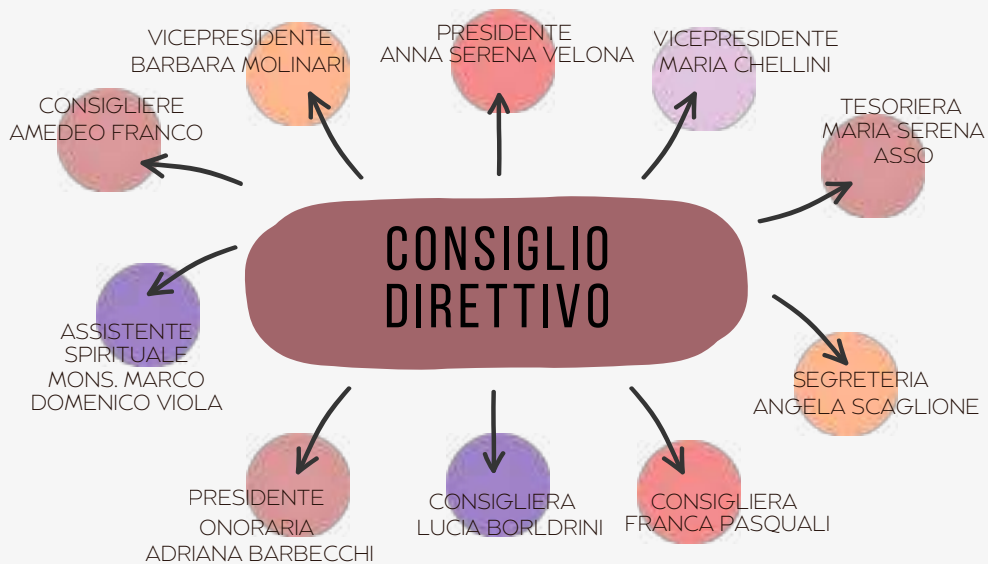 VICEPRESIDENTE
BARBARA MOLINARI
PRESIDENTE
ANNA SERENA VELONA
VICEPRESIDENTE
MARIA CHELLINI
CONSIGLIERE
AMEDEO FRANCO
TESORIERA
MARIA SERENA
ASSO
CONSIGLIO
DIRETTIVO
ASSISTENTE
SPIRITUALE
MONS. MARCO
DOMENICO VIOLA
SEGRETERIA
ANGELA SCAGLIONE
PRESIDENTE
ONORARIA
ADRIANA BARBECCHI
CONSIGLIERA
LUCIA BORLDRINI
CONSIGLIERA
FRANCA PASQUALI